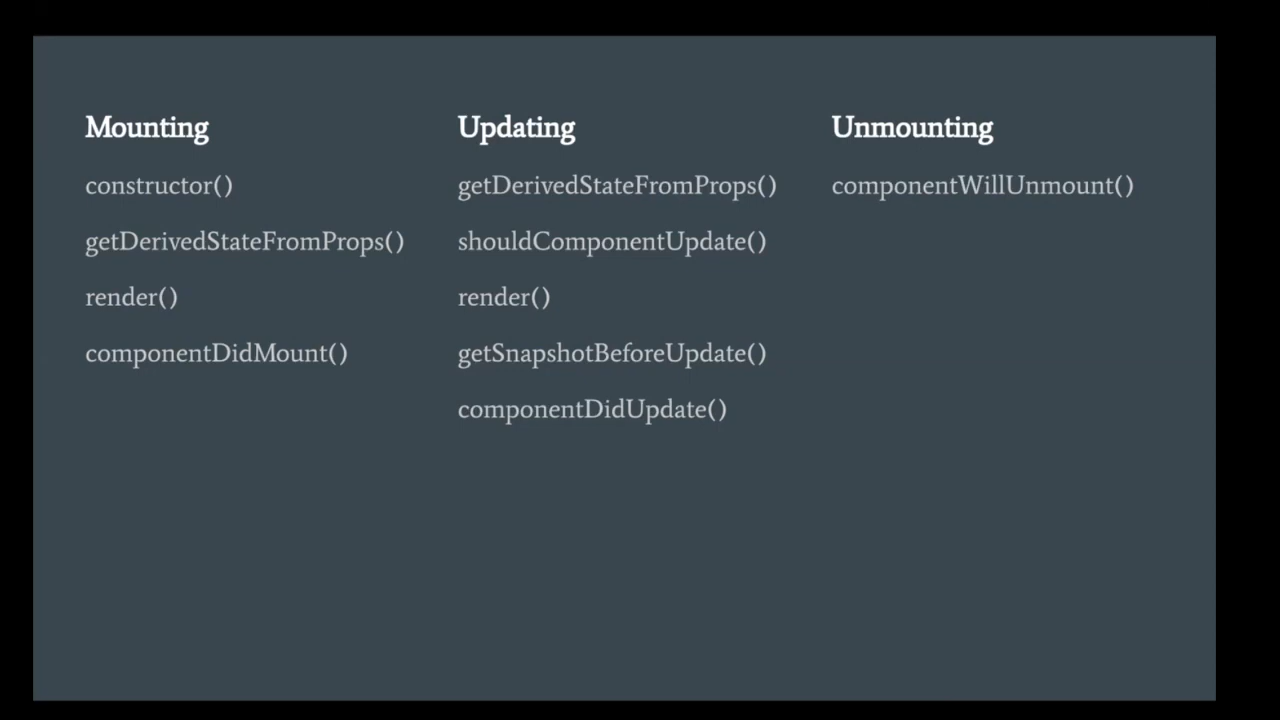 Mounting
constructor()
getDerivedStateFromProps()
render()
componentDidMount()
Updating
getDerivedStateFromProps()
shouldComponentUpdate()
render()
getSnapshotBeforeUpdate()
componentDidUpdate()
Unmounting
componentWillUnmount()